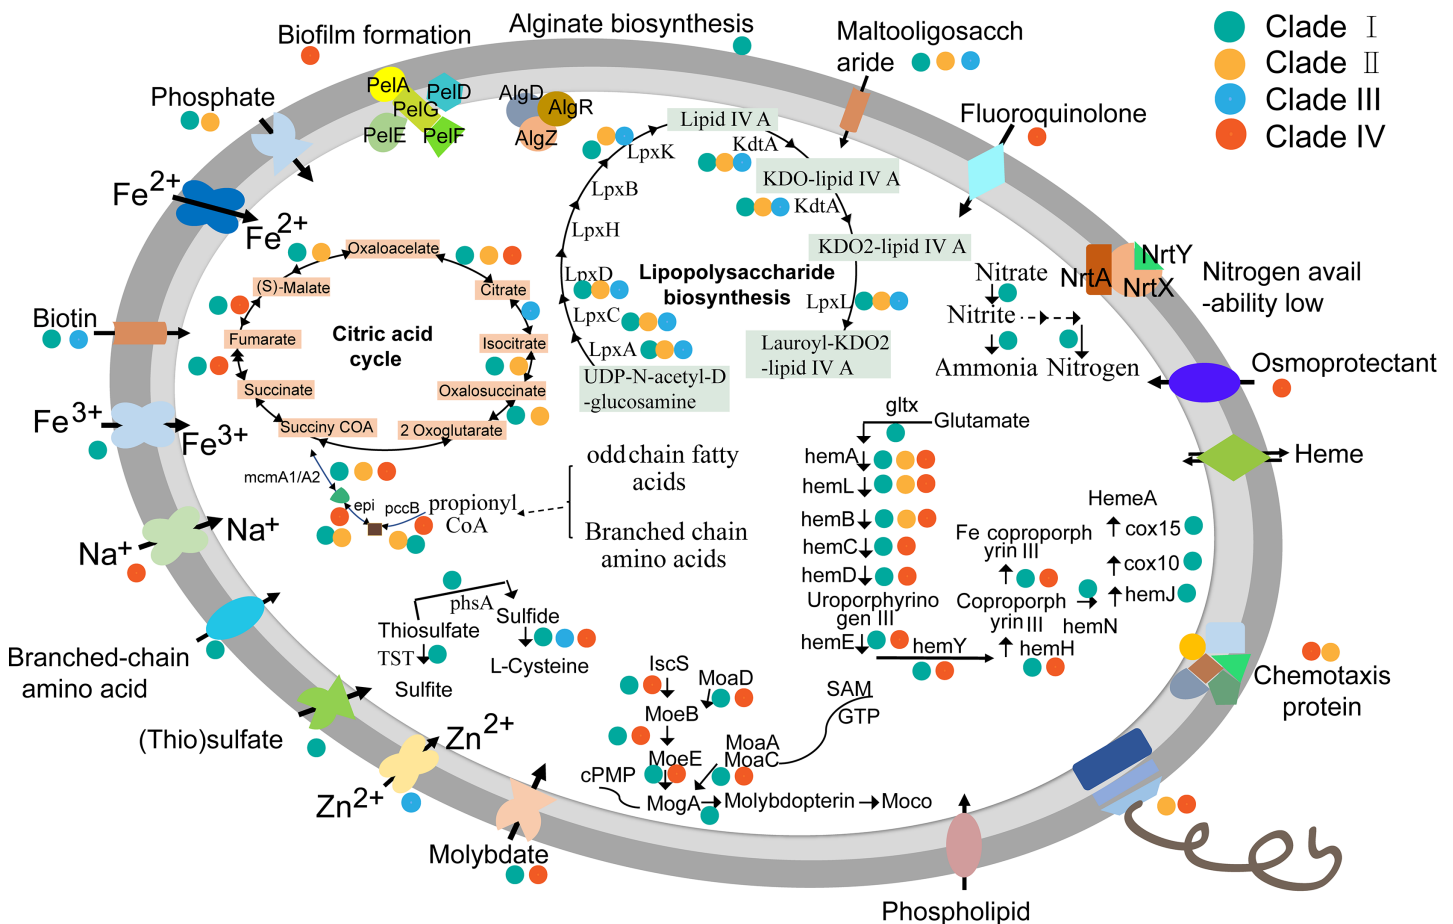 Biofilm formation
Alginate biosynthesis
Maltooligosacch
aride
Clade Ⅰ
Clade Ⅱ
Clade III
Clade IV
Phosphate
PelA
PelD
PelG
PelE
PelF
AlgD
AlgR
AlgZ
Fluoroquinolone
Fe2+
Fe2+
Lipid IV A
LpxK
KdtA
KDO-lipid IV A
LpxB
KdtA
LpxH
KDO2-lipid IV A
LpxD
Lipopolysaccharide
biosynthesis
LpxL
LpxC
LpxA
Lauroyl-KDO2
-lipid IV A
UDP-N-acetyl-D
-glucosamine
Oxaloacelate
(S)-Malate
Citrate
Citric acid
cycle
Fumarate
Isocitrate
Succinate
Oxalosuccinate
Succiny COA
2 Oxoglutarate
Nitrate
Nitrite
Ammonia
Nitrogen
NrtA
NrtY
NrtX
Nitrogen avail
-ability low
Biotin
Osmoprotectant
Fe3+
Fe3+
Heme
mcmA1/A2
epi
pccB
propionyl
CoA
odd chain fatty
acids
Branched chain
amino acids
gltx
Glutamate
hemA
hemL
hemB
hemC
hemD
Uroporphyrino
gen III
hemE
hemY
Fe coproporph
yrin III
Coproporph
yrin III
hemH
hemN
HemeA
cox15
cox10
hemJ
Na+
Na+
phsA
Thiosulfate
Sulfide
TST
L-Cysteine
Sulfite
Branched-chain
amino acid
(Thio)sulfate
Zn2+
Zn2+
IscS
MoaD
MoeB
SAM
GTP
MoaA
MoaC
MoeE
cPMP
MogA
Molybdopterin
Moco
Molybdate
Chemotaxis
protein
Phospholipid